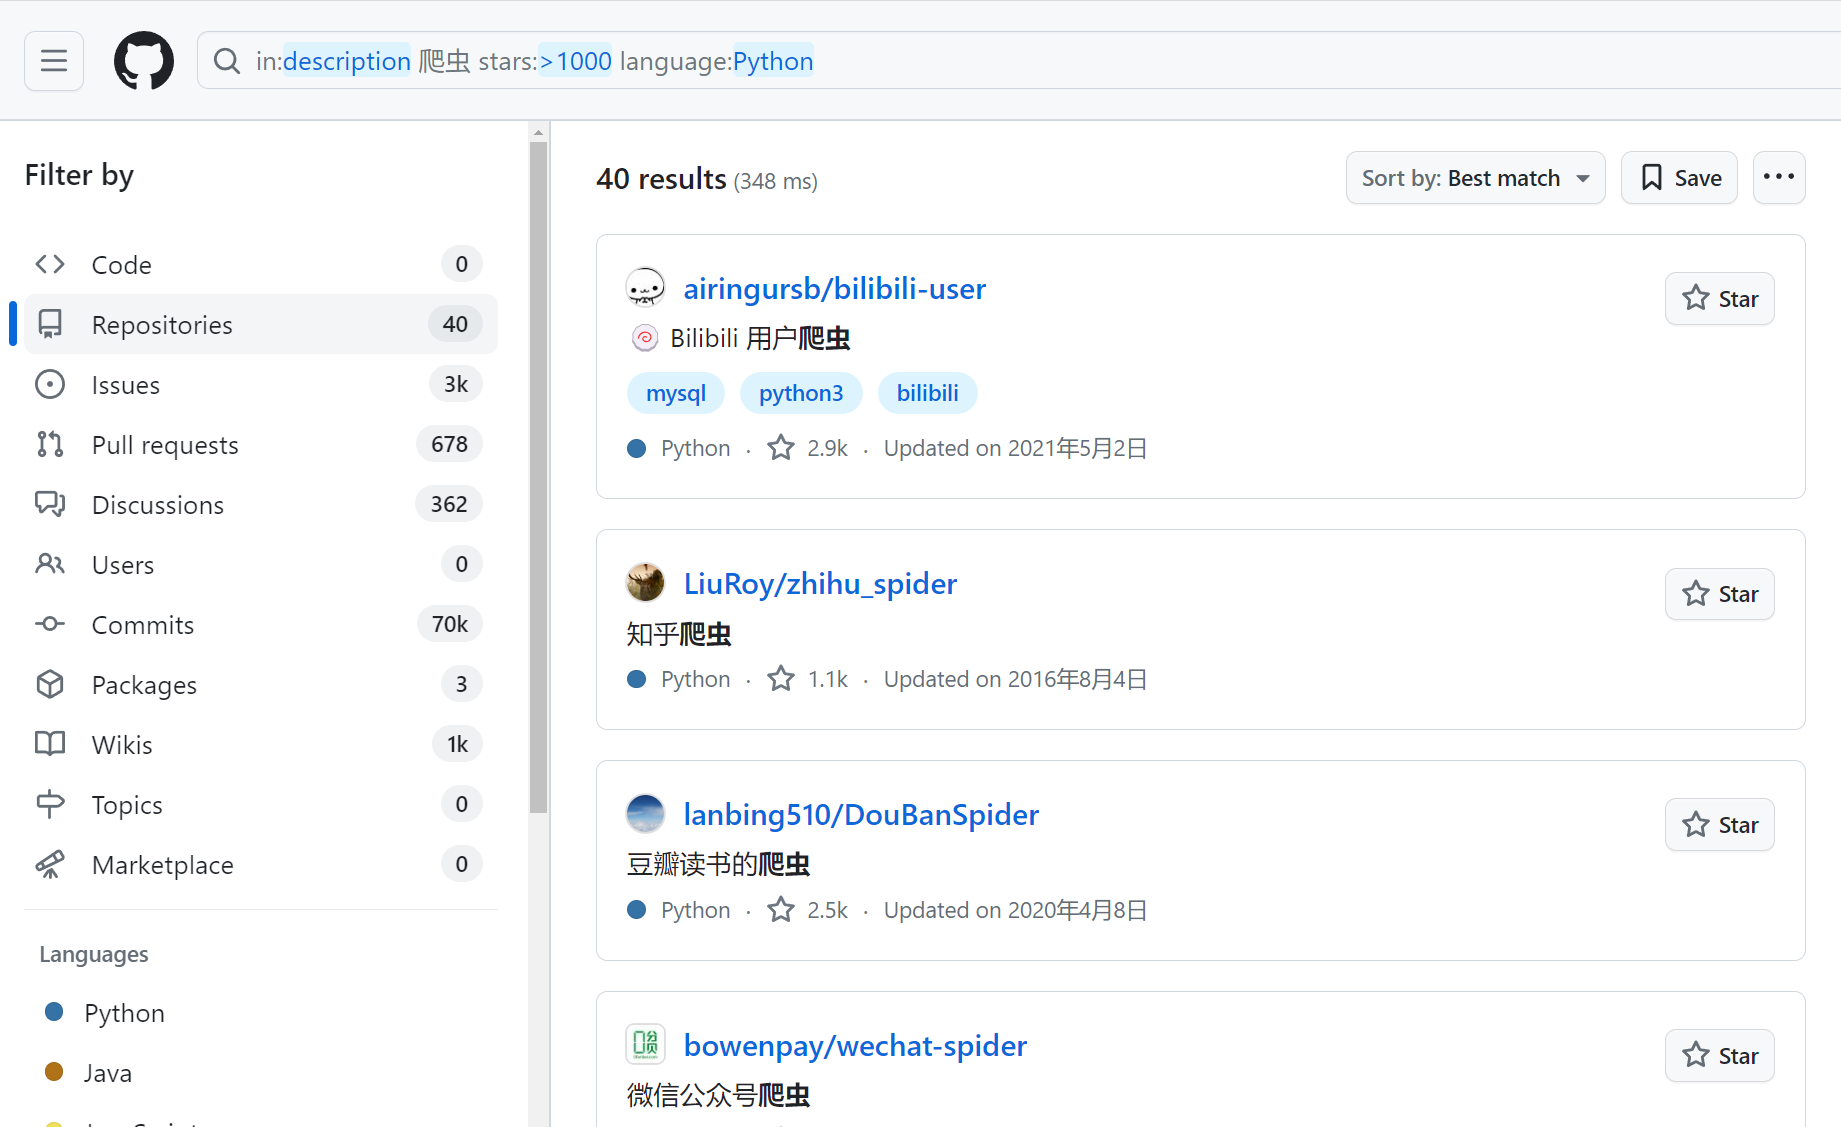 in:description 爬虫 stars:>1000 language:Python
Filter by
Code 0
Repositories 40
Issues 3k
Pull requests 678
Discussions 362
Users 0
Commits 70k
Packages 3
Wikis 1k
Topics 0
Marketplace 0
Languages
Python
Java
40 results (348 ms)
Sort by: Best match
Save
airingursb/bilibili-user
Star
Bilibili 用户爬虫
mysql python3 bilibili
Python · 2.9k · Updated on 2021年5月2日
LiuRoy/zhihu_spider
Star
知乎爬虫
Python · 1.1k · Updated on 2016年8月4日
lanbing510/DouBanSpider
Star
豆瓣读书的爬虫
Python · 2.5k · Updated on 2020年4月8日
bowenpay/wechat-spider
Star
微信公众号爬虫